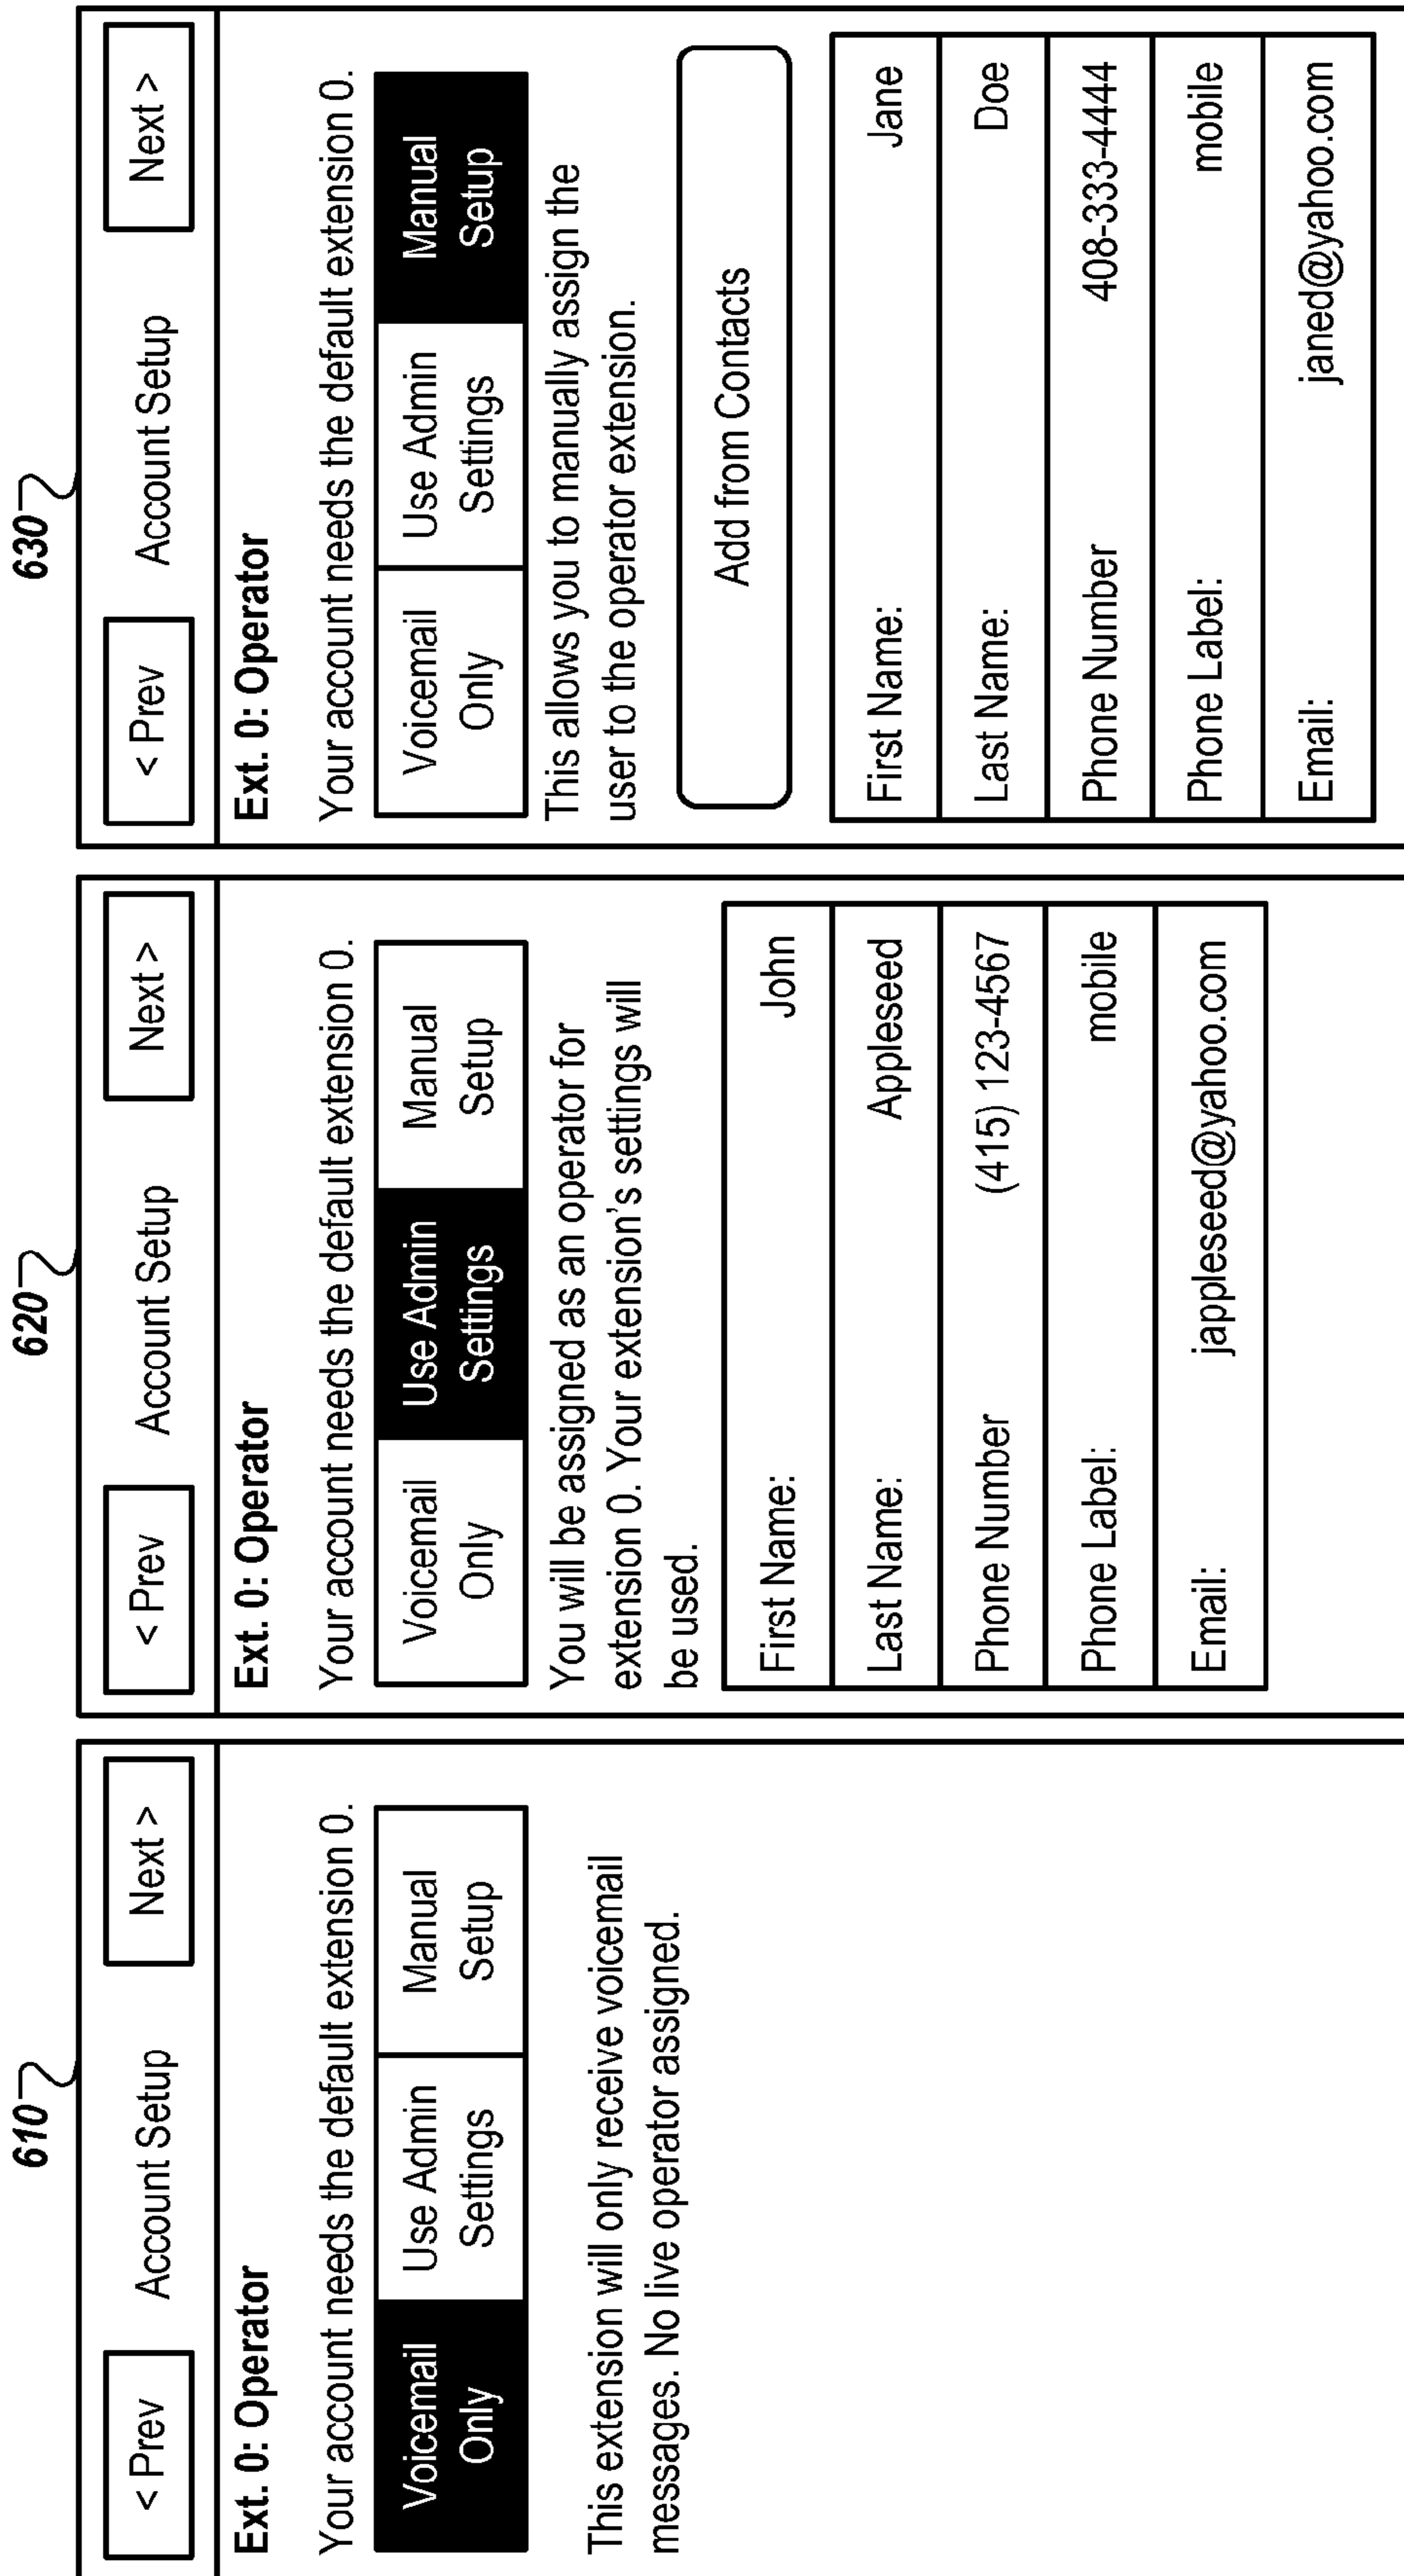 610
< Prev
Account Setup
Next >
Ext. 0: Operator
Your account needs the default extension 0.
Voicemail
Only
Use Admin
Settings
Manual
Setup
This extension will only receive voicemail
messages. No live operator assigned.
620
< Prev
Account Setup
Next >
Ext. 0: Operator
Your account needs the default extension 0.
Voicemail
Only
Use Admin
Settings
Manual
Setup
You will be assigned as an operator for
extension 0. Your extension's settings will
be used.
First Name: John
Last Name: Appleseed
Phone Number (415) 123-4567
Phone Label: mobile
Email: jappleseed@yahoo.com
630
< Prev
Account Setup
Next >
Ext. 0: Operator
Your account needs the default extension 0.
Voicemail
Only
Use Admin
Settings
Manual
Setup
This allows you to manually assign the
user to the operator extension.
Add from Contacts
First Name: Jane
Last Name: Doe
Phone Number 408-333-4444
Phone Label: mobile
Email: janed@yahoo.com